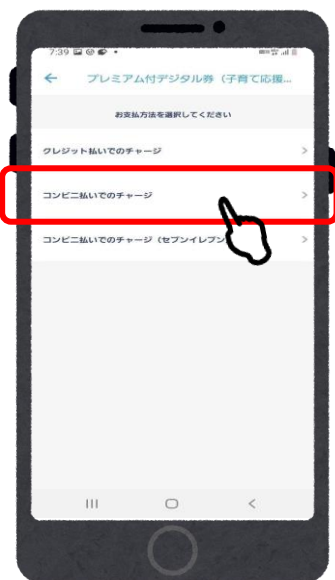 7:39
プレミアム付デジタル券（子育て応援...
お支払方法を選択してください
クレジット払いでのチャージ
コンビニ払いでのチャージ
コンビニ払いでのチャージ（セブンイレブン